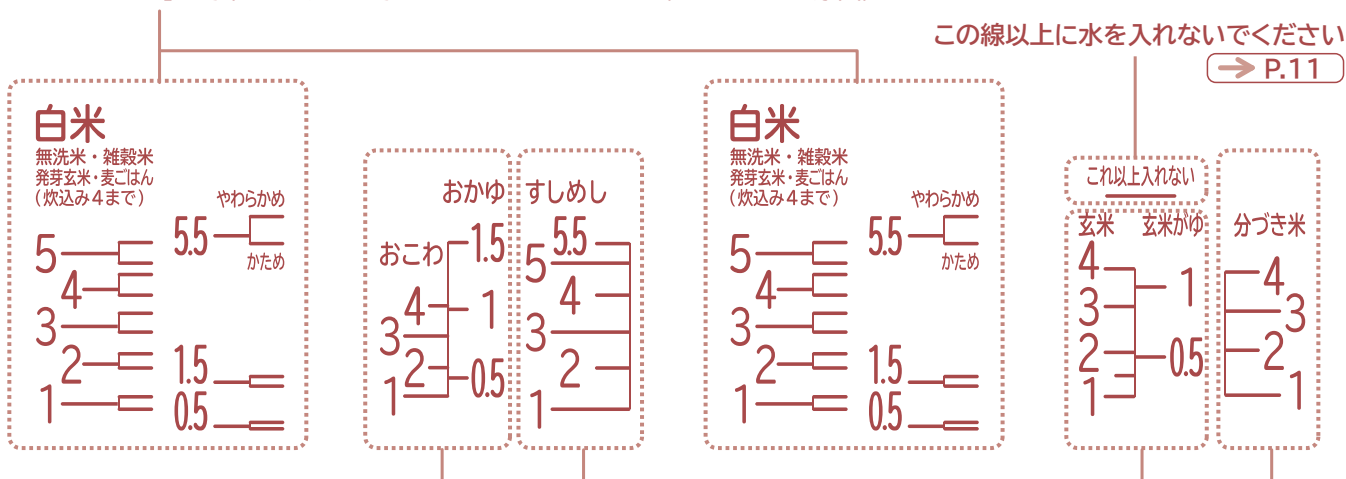 この線以上に水を入れないでください
P.11
白米
無洗米・雑穀米
発芽玄米・麦ごはん
(炊込み4まで)
やわらかめ
かため
5
4
3
2
1
5.5
1.5
0.5
おかゆ
おこわ
1.5
1
0.5
4
3
2
1
すしめし
5.5
5
4
3
2
1
白米
無洗米・雑穀米
発芽玄米・麦ごはん
(炊込み4まで)
やわらかめ
かため
5
4
3
2
1
5.5
1.5
0.5
これ以上入れない
玄米
玄米がゆ
4
3
2
1
1
0.5
分づき米
4
3
2
1